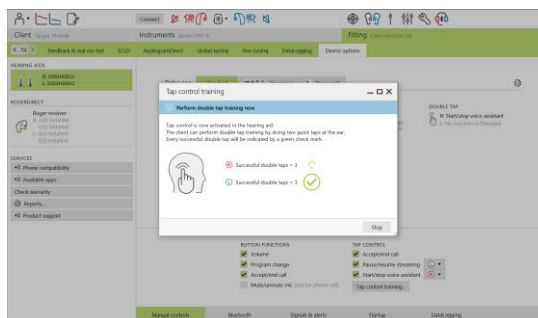 Connect
Client
Instruments
Fitting
Feedback & real ear test
AudiogramDirect
Global tuning
Fine tuning
DataLogging
Device options
HEARING AIDS
ROGERDIRECT
Roger receiver
SERVICES
Phone compatibility
Available apps
Check warranty
Reports...
Product support
Tap control training
Perform double tap training now
Tap control is now activated in the hearing aid.
The client can perform double tap training by doing two quick taps at the ear.
Every successful double tap will be indicated by a green check mark.
Successful double taps = 3
Successful double taps = 3
Stop
DOUBLE TAP
R: Start/stop voice assistant
BUTTON FUNCTIONS
Volume
Program change
Accept/end call
Mute/unmute mic
TAP CONTROL
Accept/end call
Pause/resume streaming
Start/stop voice assistant
Tap control training...
Manual controls
Bluetooth
Signals & alerts
Startup
DataLogging